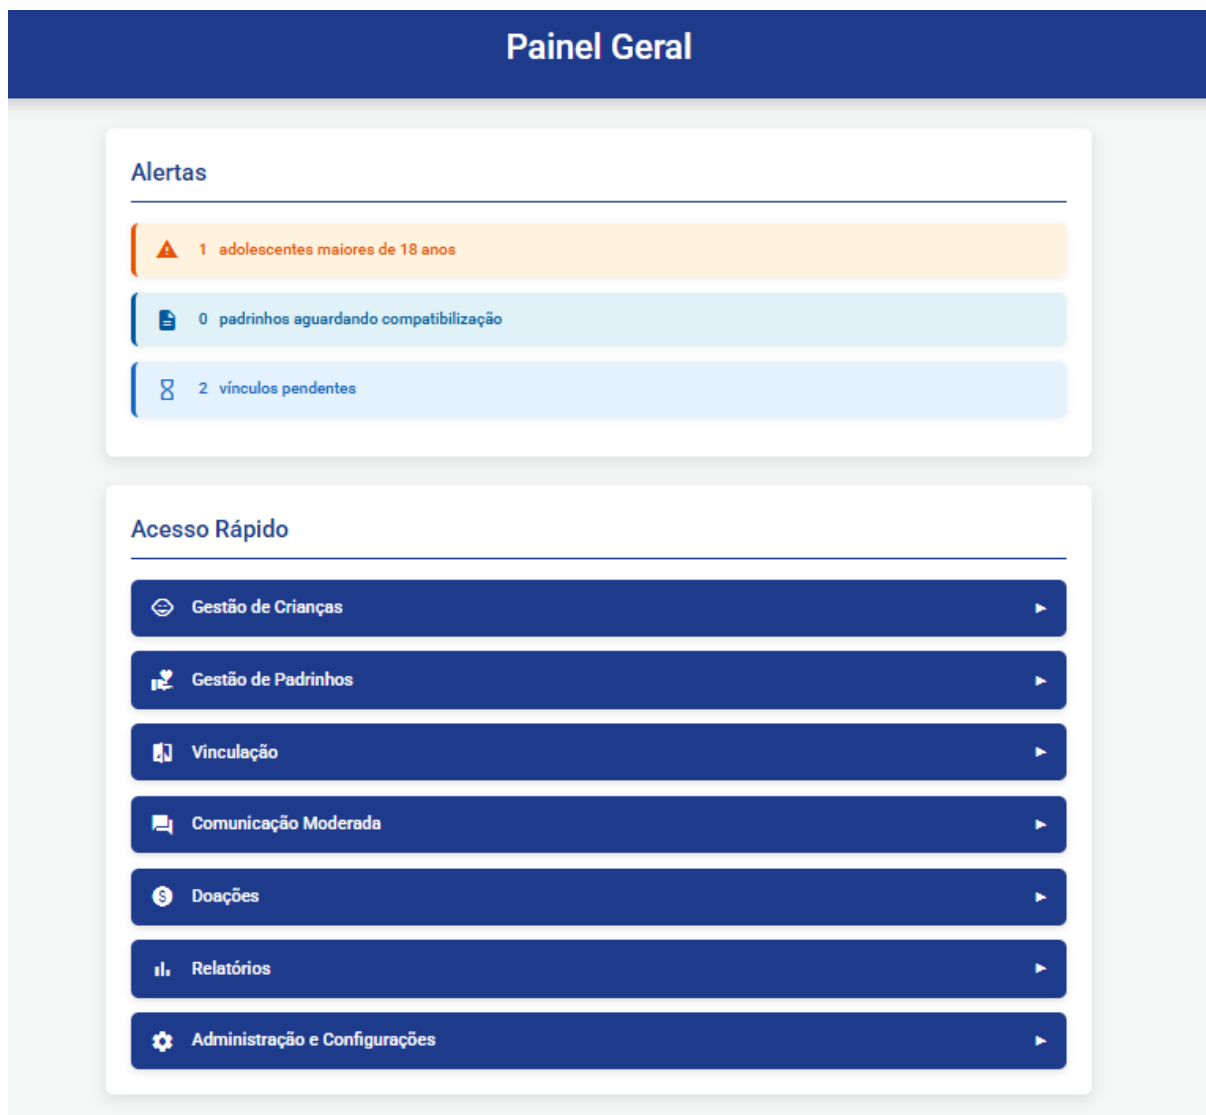 Painel Geral
Alertas
1 adolescentes maiores de 18 anos
0 padrinhos aguardando compatibilização
2 vínculos pendentes
Acesso Rápido
Gestão de Crianças
Gestão de Padrinhos
Vinculação
Comunicação Moderada
Doações
Relatórios
Administração e Configurações